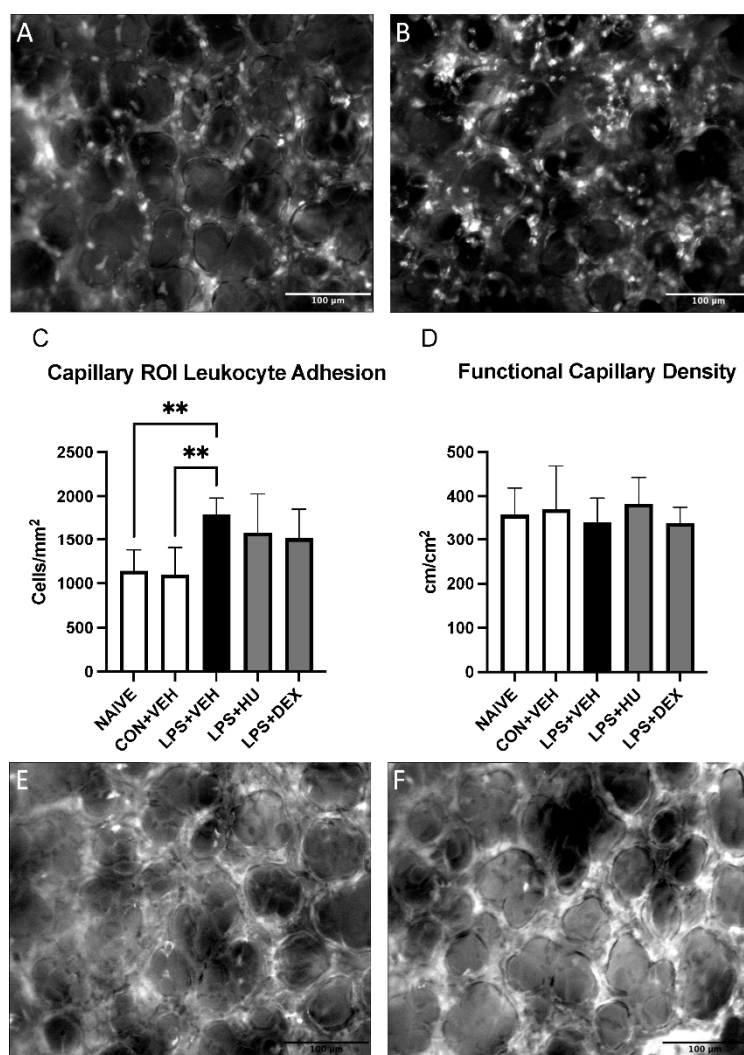 A
B
100 µm
100 µm
C
D
Capillary ROI Leukocyte Adhesion
Functional Capillary Density
**
**
2500
2000
1500
1000
500
0
Cells/mm²
NAIVE
CON+VEH
LPS+VEH
LPS+HU
LPS+DEX
500
400
300
200
100
0
cm/cm²
NAIVE
CON+VEH
LPS+VEH
LPS+HU
LPS+DEX
E
F
100 µm
100 µm